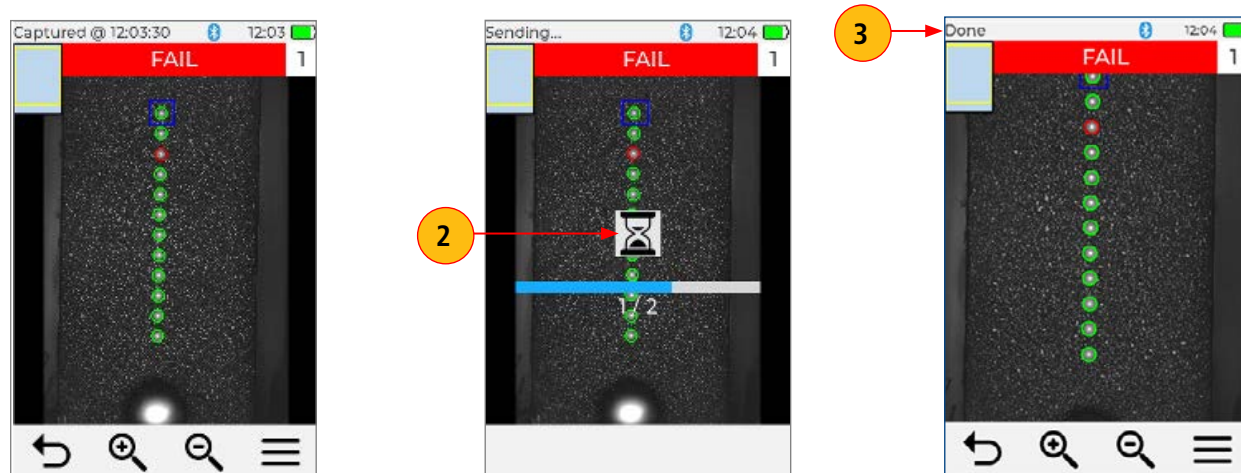 Captured @ 12:03:30 12:03
FAIL 1
Sending... 12:04
FAIL 1
2
1 / 2
3
Done 12:04
FAIL 1